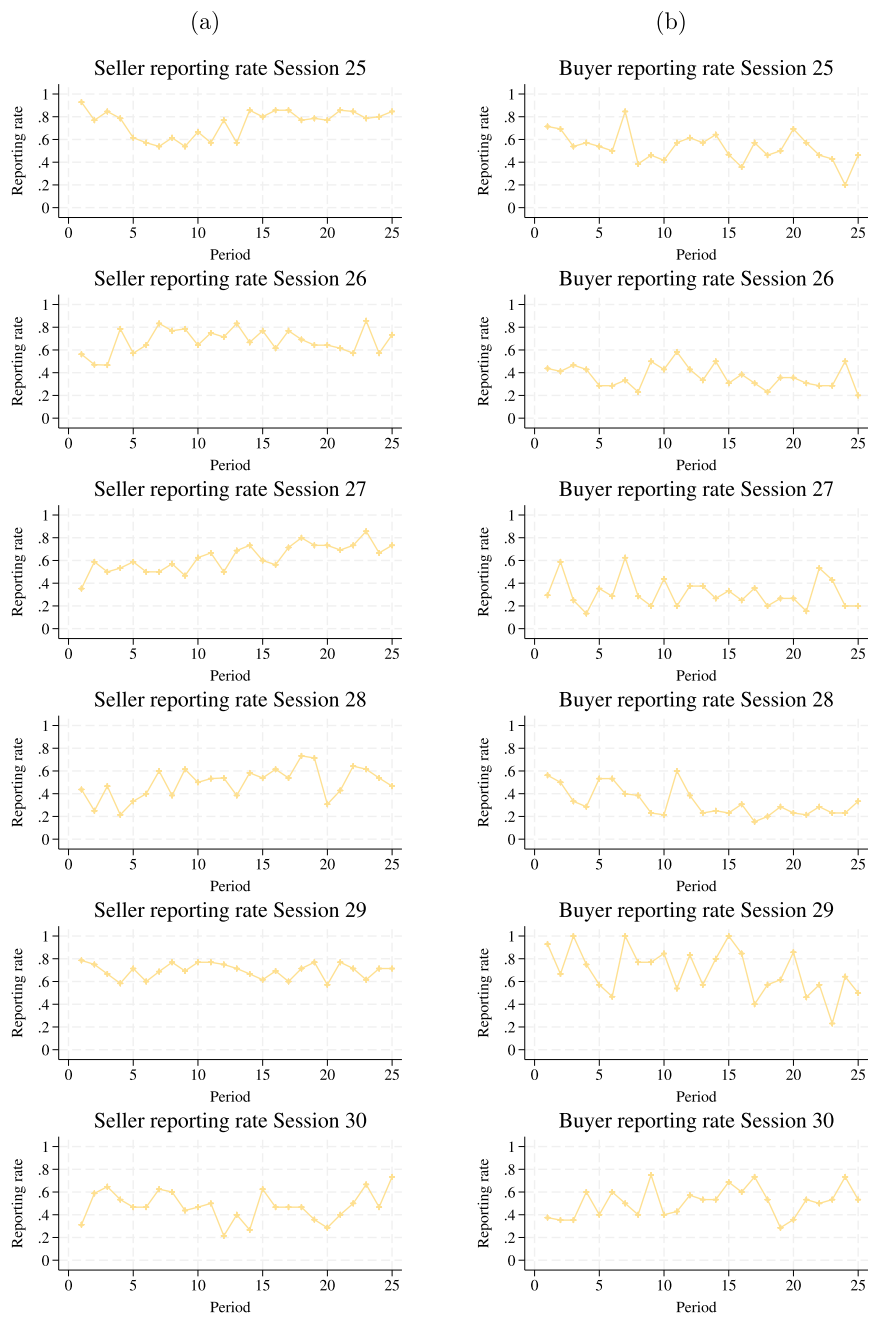 (a)
(b)
Seller reporting rate Session 25
Reporting rate
1
.8
.6
.4
.2
0
0 5 10 15 20 25
Period
Buyer reporting rate Session 25
Reporting rate
1
.8
.6
.4
.2
0
0 5 10 15 20 25
Period
Seller reporting rate Session 26
Reporting rate
1
.8
.6
.4
.2
0
0 5 10 15 20 25
Period
Buyer reporting rate Session 26
Reporting rate
1
.8
.6
.4
.2
0
0 5 10 15 20 25
Period
Seller reporting rate Session 27
Reporting rate
1
.8
.6
.4
.2
0
0 5 10 15 20 25
Period
Buyer reporting rate Session 27
Reporting rate
1
.8
.6
.4
.2
0
0 5 10 15 20 25
Period
Seller reporting rate Session 28
Reporting rate
1
.8
.6
.4
.2
0
0 5 10 15 20 25
Period
Buyer reporting rate Session 28
Reporting rate
1
.8
.6
.4
.2
0
0 5 10 15 20 25
Period
Seller reporting rate Session 29
Reporting rate
1
.8
.6
.4
.2
0
0 5 10 15 20 25
Period
Buyer reporting rate Session 29
Reporting rate
1
.8
.6
.4
.2
0
0 5 10 15 20 25
Period
Seller reporting rate Session 30
Reporting rate
1
.8
.6
.4
.2
0
0 5 10 15 20 25
Period
Buyer reporting rate Session 30
Reporting rate
1
.8
.6
.4
.2
0
0 5 10 15 20 25
Period